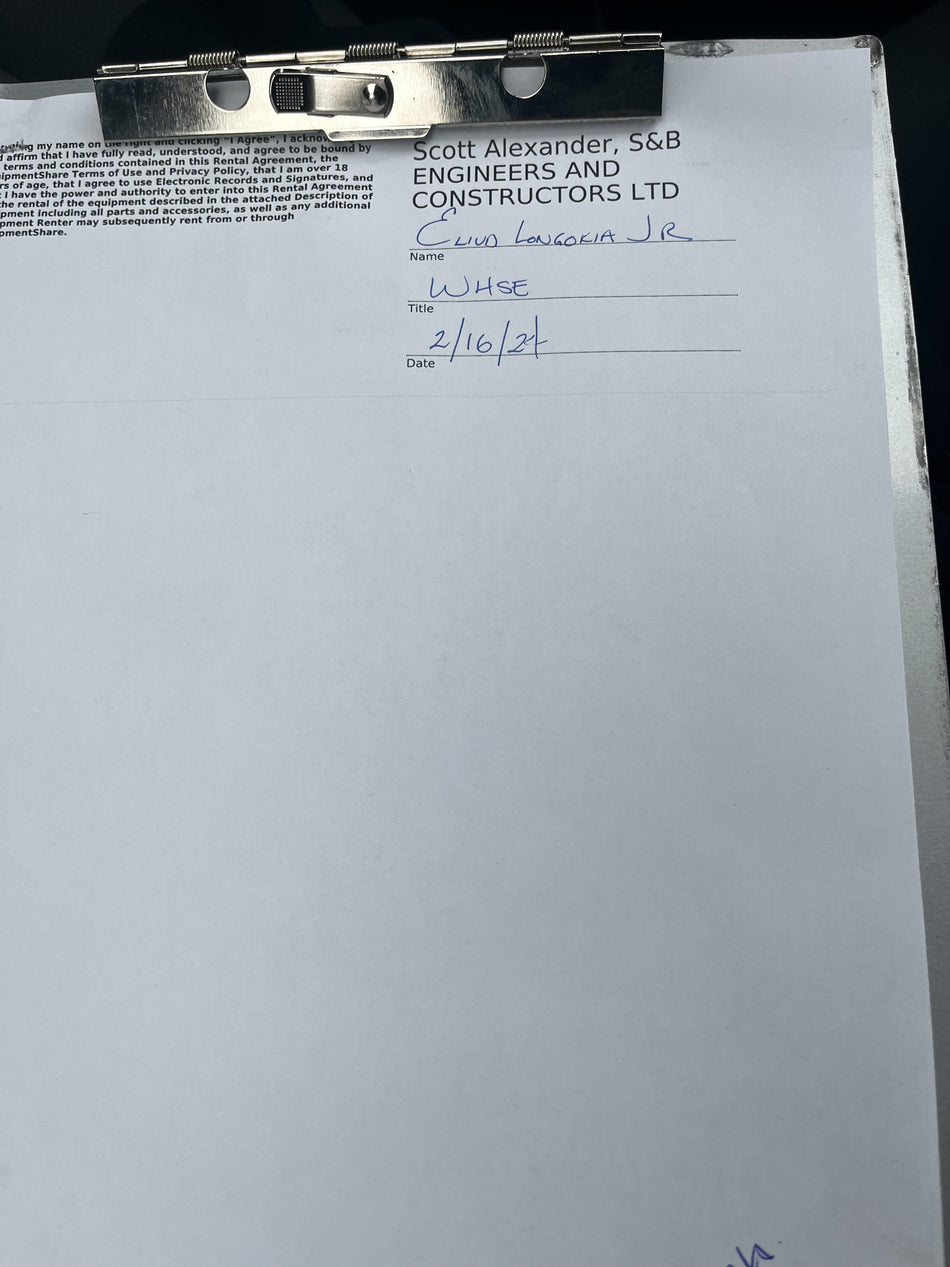 my name on the right and clicking "I Agree", I
affirm that I have fully read, understood, and agree to be bound by
terms and conditions contained in this Rental Agreement, the
ipmentShare Terms of Use and Privacy Policy, that I am over 18
rs of age, that I agree to use Electronic Records and Signatures, and
I have the power and authority to enter into this Rental Agreement
the rental of the equipment described in the attached Description of
pment including all parts and accessories, as well as any additional
pment Renter may subsequently rent from or through
pmentShare.
Scott Alexander, S&B
ENGINEERS AND
CONSTRUCTORS LTD
ELIUD LONGORIA JR
Name
WHSE
Title
2/16/24
Date